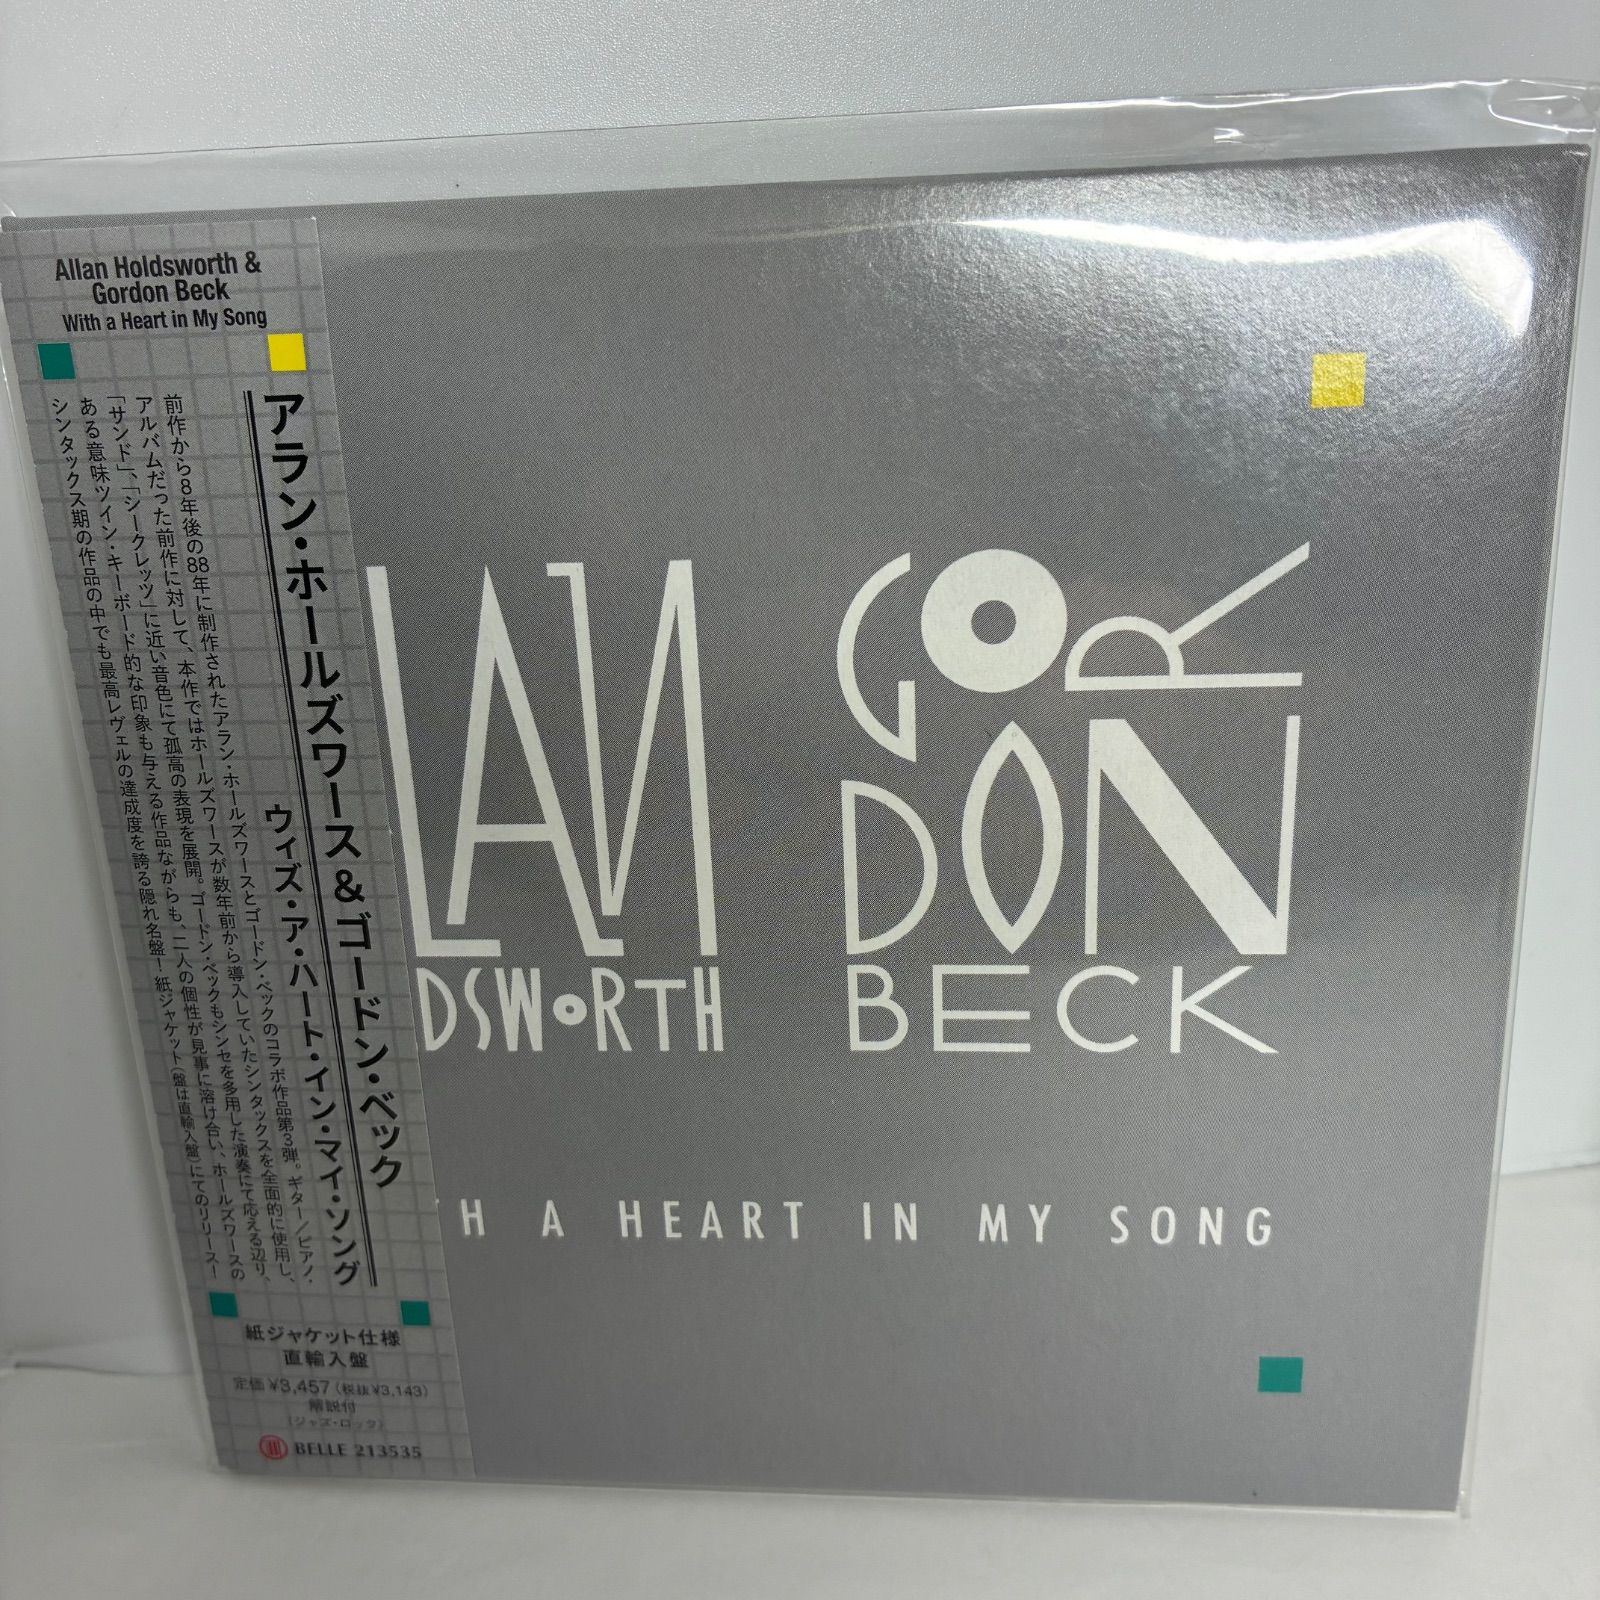 Allan Holdsworth &
Gordon Beck
With a Heart in My Song
アラン・ホールズワース&ゴードン・ベック
ウィズ・ア・ハート・イン・マイ・ソング
前作から8年後の88年に制作されたアラン・ホールズワースとゴードン・ベックのコラボ作品第3弾。ギター/ピアノ・
アルバムだった前作に対して、本作ではホールズワースが数年前から導入していたシンタックスを全面的に使用し、
「サンド」、「シークレッツ」に近い音色にて孤高の表現を展開。ゴードン・ベックもシンセを多用した演奏にて応える辺り、
ある意味ツイン・キーボード的な印象も与える作品ながらも、二人の個性が見事に溶け合い、ホールズワースの
シンタックス期の作品の中でも最高レヴェルの達成度を誇る隠れ名盤!紙ジャケット(盤は直輸入盤)にてのリリース!
紙ジャケット仕様
直輸入盤
定価¥3,457(税抜¥3,143)
解説付
(ジャズ・ロック)
BELLE 213535
LAN
DSWORTH
GOR
DON
BECK
TH A HEART IN MY SONG